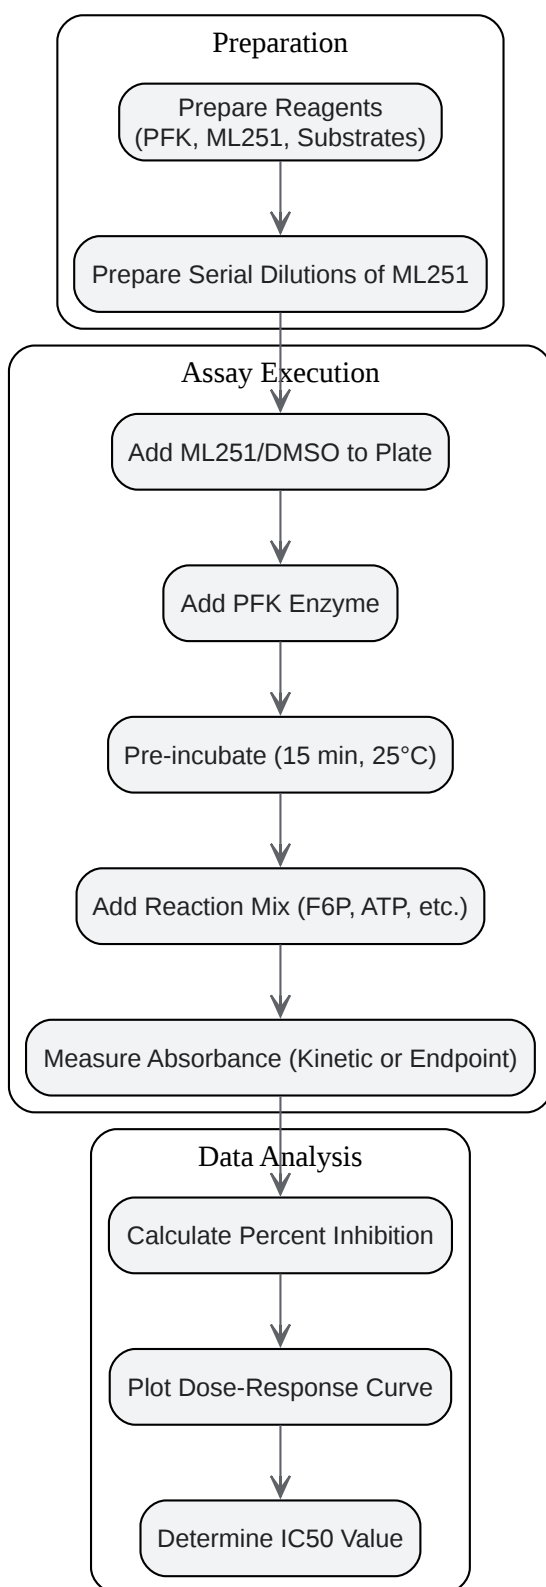 Preparation
Prepare Reagents
(PFK, ML251, Substrates)
Prepare Serial Dilutions of ML251
Assay Execution
Add ML251/DMSO to Plate
Add PFK Enzyme
Pre-incubate (15 min, 25°C)
Add Reaction Mix (F6P, ATP, etc.)
Measure Absorbance (Kinetic or Endpoint)
Data Analysis
Calculate Percent Inhibition
Plot Dose-Response Curve
Determine IC50 Value